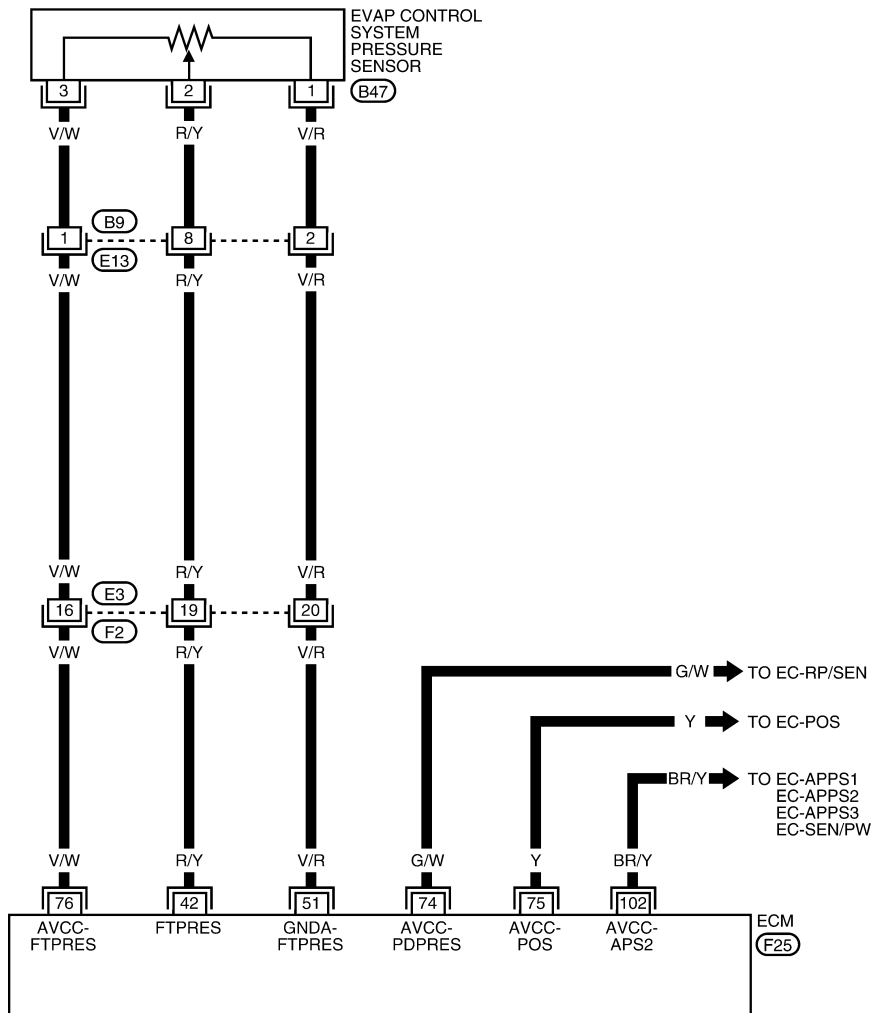 EVAP CONTROL
SYSTEM
PRESSURE
SENSOR
3 2 1 B47
V/W R/Y V/R
B9
1 8 2
E13
V/W R/Y V/R
V/W R/Y V/R
E3
16 19 20
F2
V/W R/Y V/R
G/W TO EC-RP/SEN
Y TO EC-POS
BR/Y TO EC-APPS1
EC-APPS2
EC-APPS3
EC-SEN/PW
V/W R/Y V/R G/W Y BR/Y
76 42 51 74 75 102
ECM
F25
AVCC-
FTPRES
FTPRES
GNDA-
FTPRES
AVCC-
PDPRES
AVCC-
POS
AVCC-
APS2